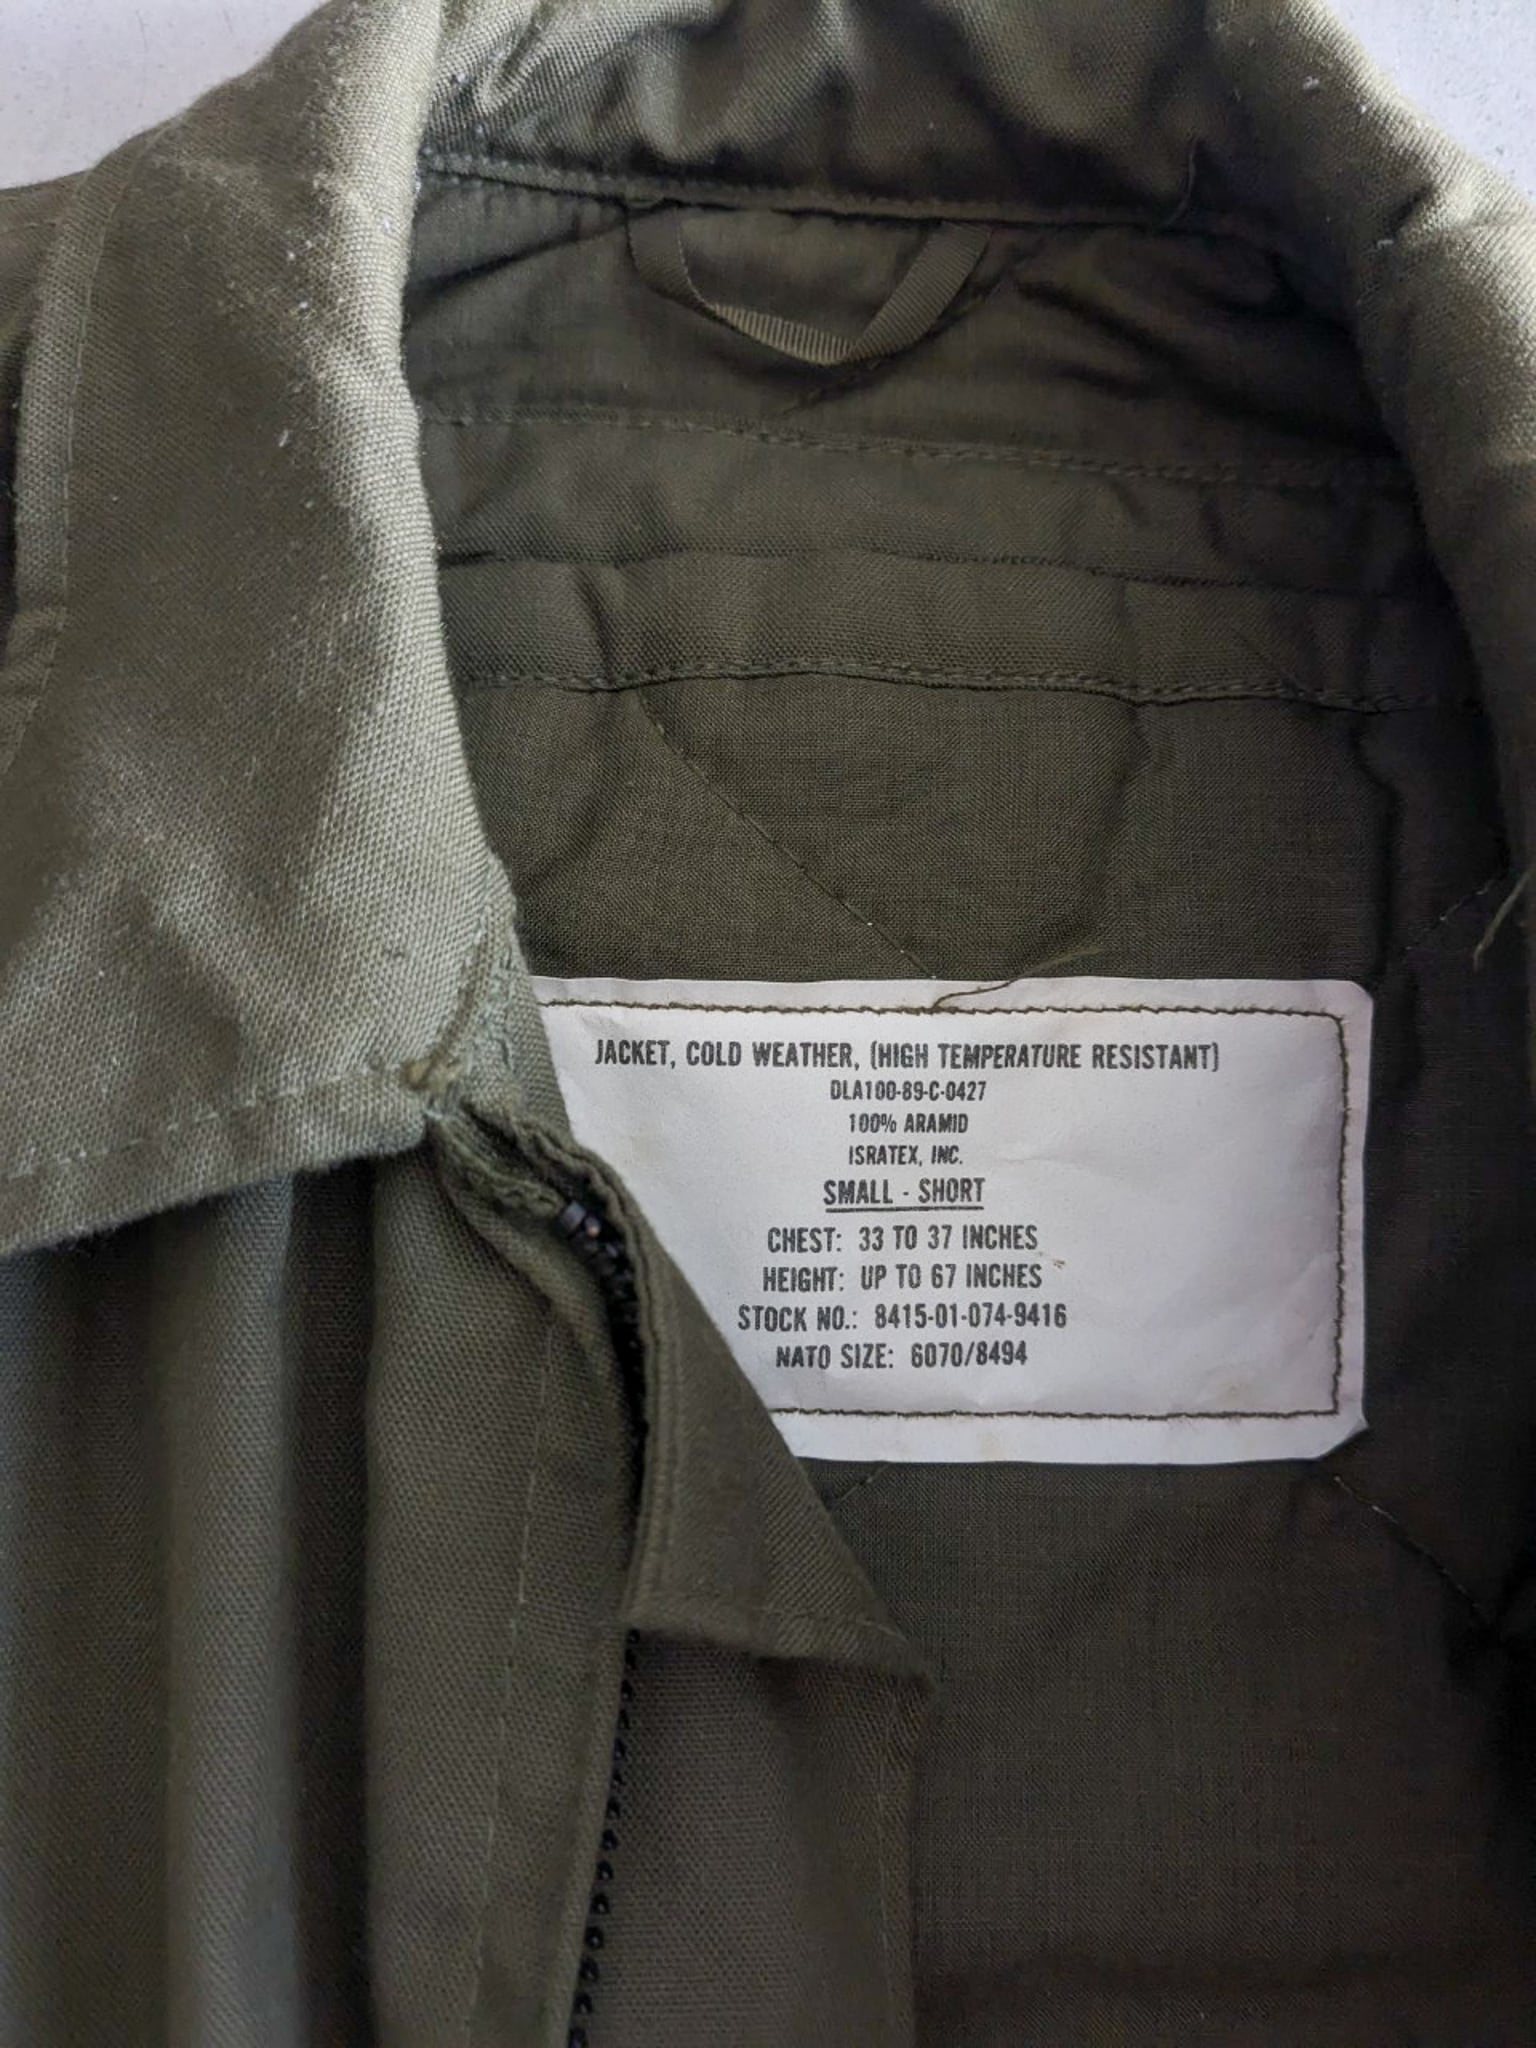 JACKET, COLD WEATHER, (HIGH TEMPERATURE RESISTANT)
DLA100-89-C-0427
100% ARAMID
ISRATEX, INC.
SMALL - SHORT
CHEST: 33 TO 37 INCHES
HEIGHT: UP TO 67 INCHES
STOCK NO.: 8415-01-074-9416
NATO SIZE: 6070/8494